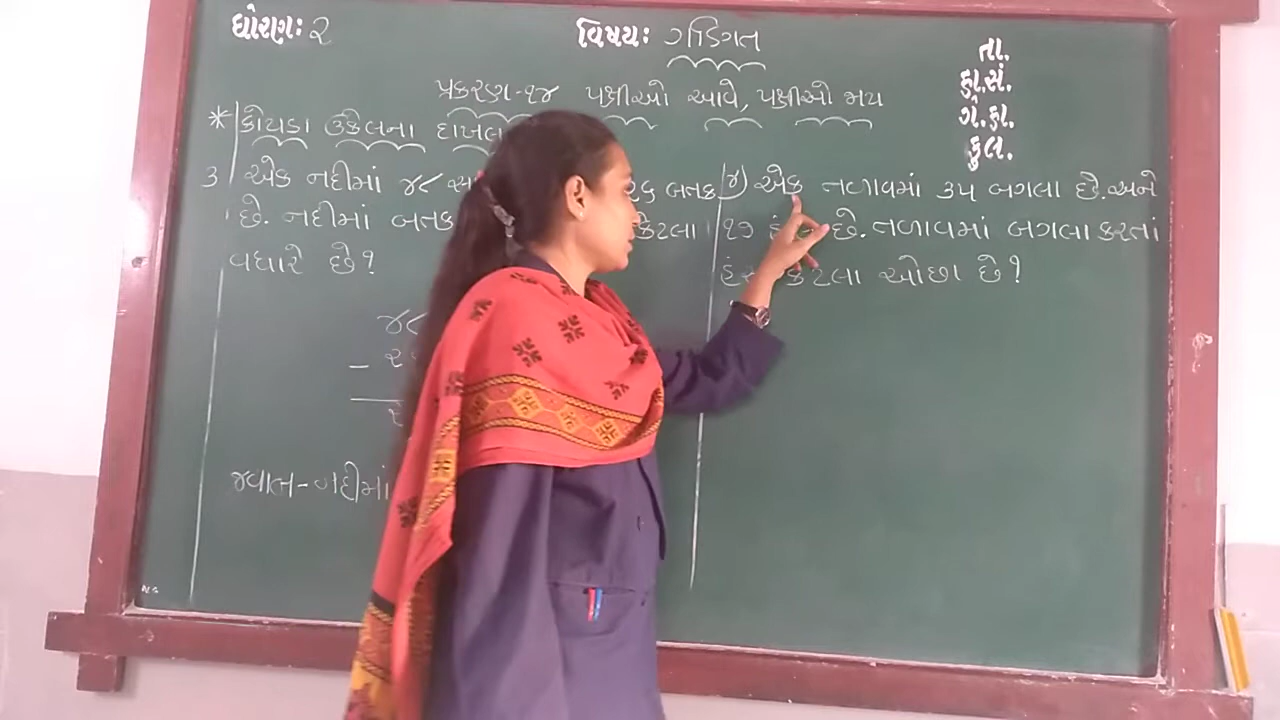 ધોરણઃ ૨
વિષયઃ ગણિત
તા.
હા.સં.
ગે.હા.
કુલ.
પ્રકરણ-૧૪ પક્ષીઓ આવે, પક્ષીઓ જાય
* કોયડા ઉકેલના દાખલ
૩ એક નદીમાં ૪૮ ૨૬ બતક
છે. નદીમાં બતક કેટલા
વધારે છે?
૪૮
-
જવાબ-નદીમાં
૪) એક તળાવમાં ૩૫ બગલા છે. અને
૧૭ છે. તળાવમાં બગલા કરતાં
કેટલા ઓછા છે?